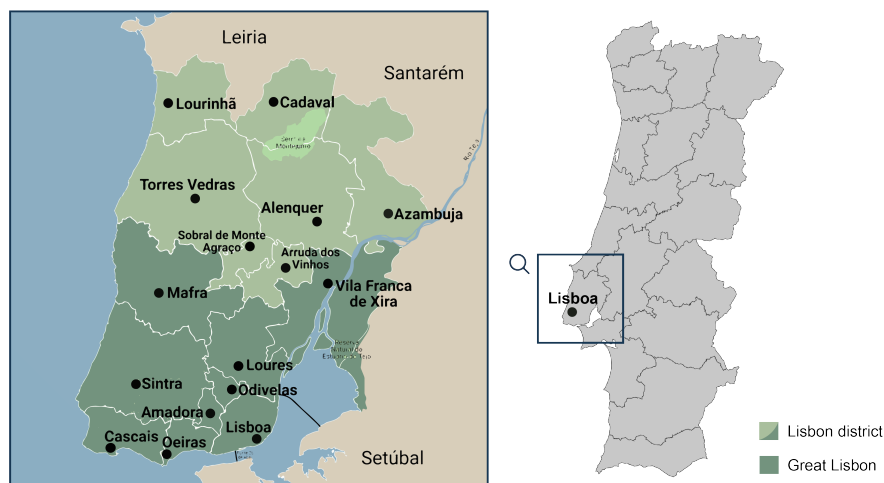 Leiria
Santarém
Lourinhã
Cadaval
Torres Vedras
Alenquer
Azambuja
Sobral de Monte
Agraço
Arruda dos
Vinhos
Mafra
Vila Franca
de Xira
Loures
Sintra
Odivelas
Amadora
Lisboa
Cascais
Oeiras
Setúbal
Lisboa
Lisbon district
Great Lisbon